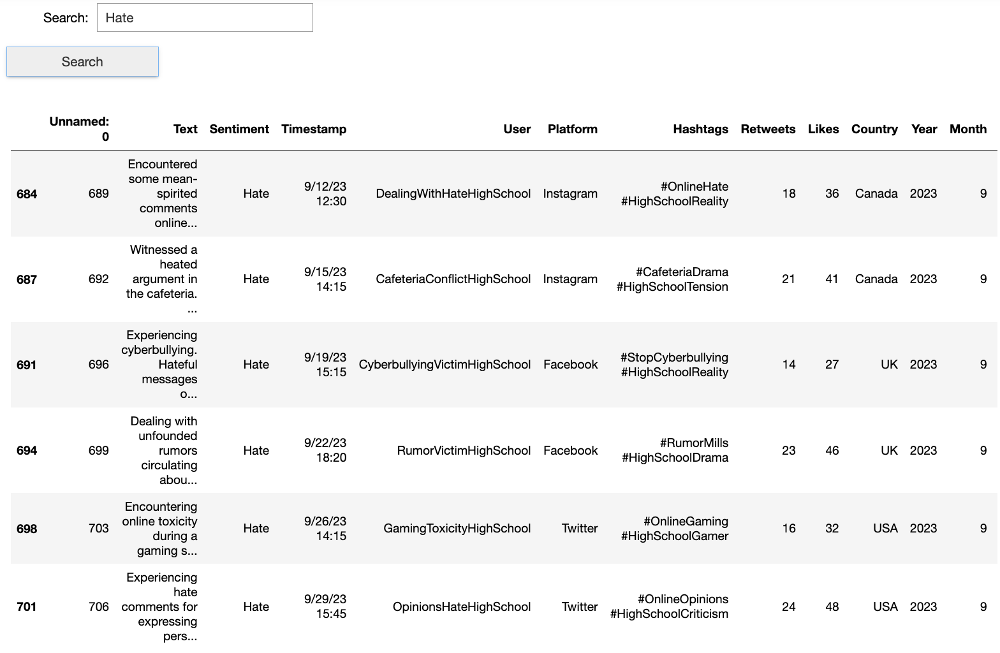 Search: Hate
Search
Unnamed: 0 Text Sentiment Timestamp User Platform Hashtags Retweets Likes Country Year Month
684 689 Encountered some mean-spirited comments online... Hate 9/12/23 12:30 DealingWithHateHighSchool Instagram #OnlineHate #HighSchoolReality 18 36 Canada 2023 9
687 692 Witnessed a heated argument in the cafeteria. ... Hate 9/15/23 14:15 CafeteriaConflictHighSchool Instagram #CafeteriaDrama #HighSchoolTension 21 41 Canada 2023 9
691 696 Experiencing cyberbullying. Hateful messages o... Hate 9/19/23 15:15 CyberbullyingVictimHighSchool Facebook #StopCyberbullying #HighSchoolReality 14 27 UK 2023 9
694 699 Dealing with unfounded rumors circulating abou... Hate 9/22/23 18:20 RumorVictimHighSchool Facebook #RumorMills #HighSchoolDrama 23 46 UK 2023 9
698 703 Encountering online toxicity during a gaming s... Hate 9/26/23 14:15 GamingToxicityHighSchool Twitter #OnlineGaming #HighSchoolGamer 16 32 USA 2023 9
701 706 Experiencing hate comments for expressing pers... Hate 9/29/23 15:45 OpinionsHateHighSchool Twitter #OnlineOpinions #HighSchoolCriticism 24 48 USA 2023 9